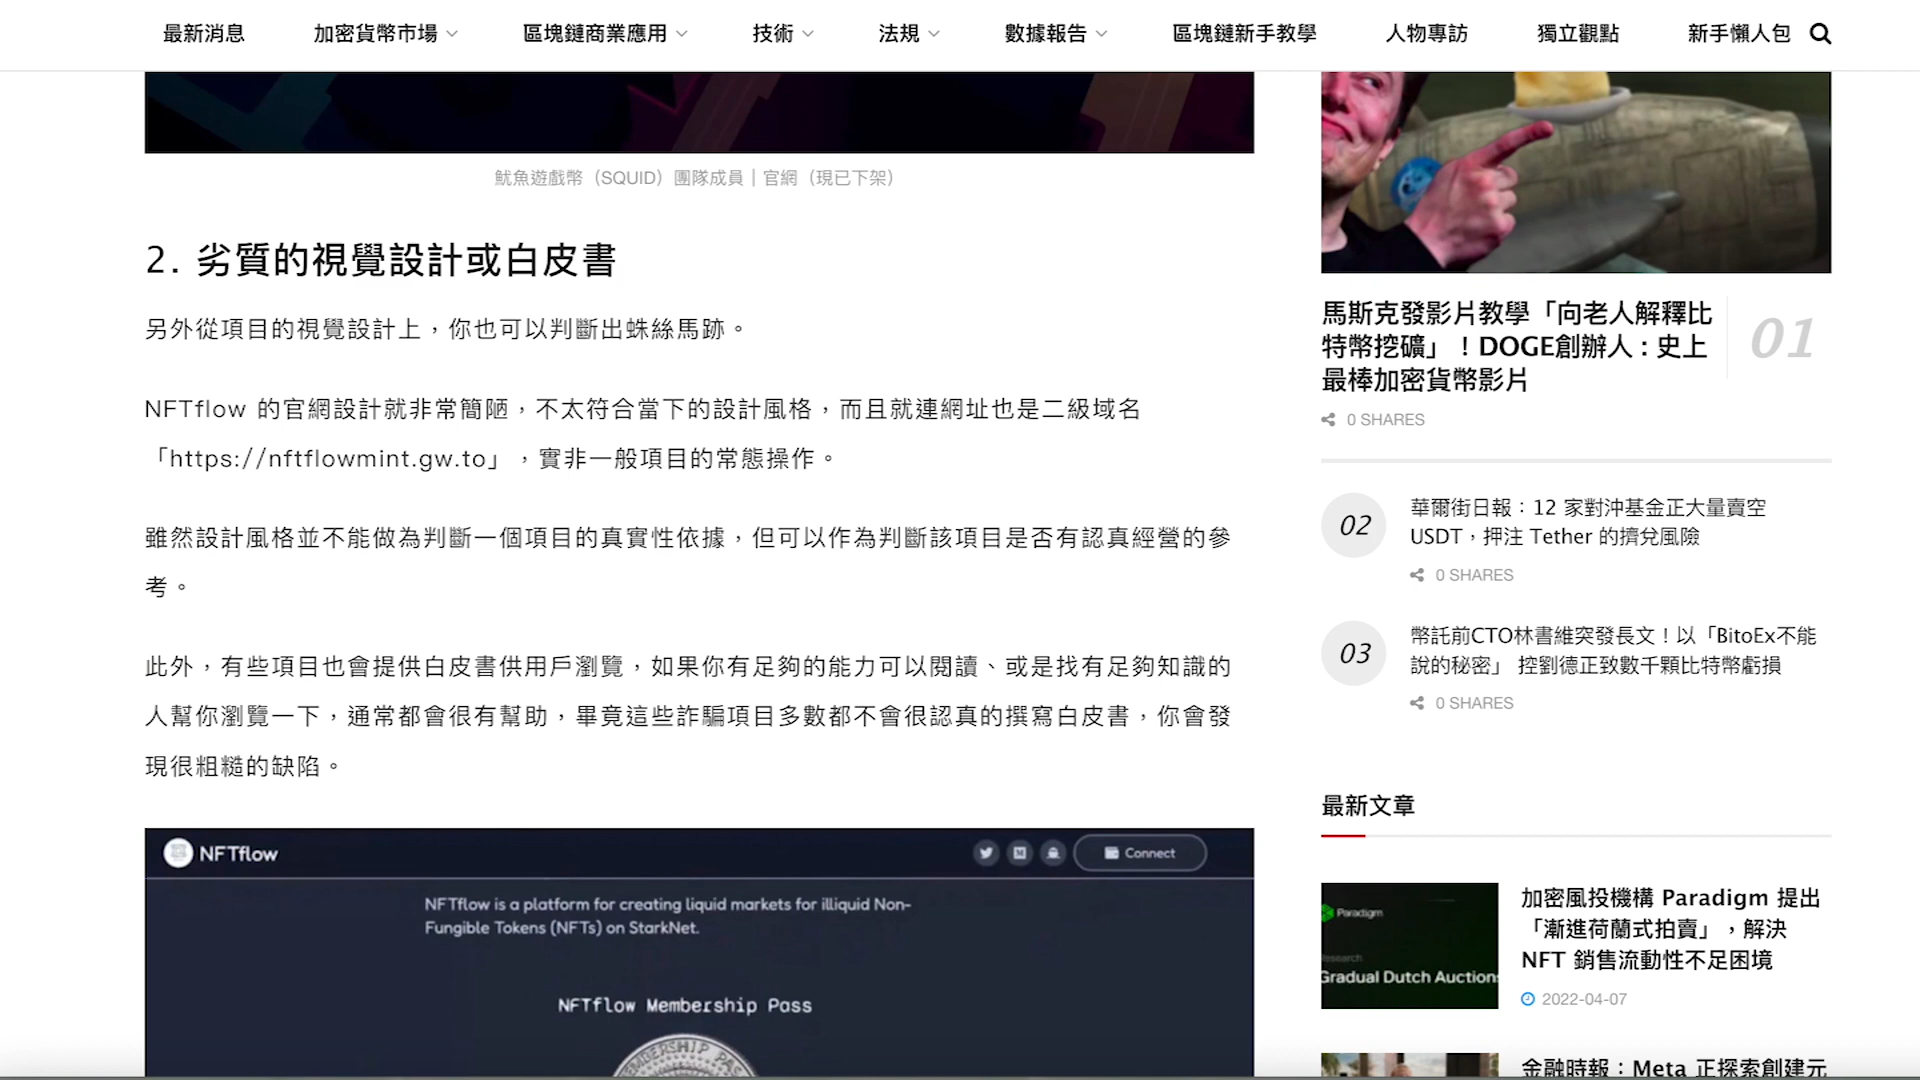 最新消息 加密貨幣市場 區塊鏈商業應用 技術 法規 數據報告 區塊鏈新手教學 人物專訪 獨立觀點 新手懶人包
魷魚遊戲幣（SQUID）團隊成員｜官網（現已下架）
2. 劣質的視覺設計或白皮書
另外從項目的視覺設計上，你也可以判斷出蛛絲馬跡。
NFTflow 的官網設計就非常簡陋，不太符合當下的設計風格，而且就連網址也是二級域名
「https://nftflowmint.gw.to」，實非一般項目的常態操作。
雖然設計風格並不能做為判斷一個項目的真實性依據，但可以作為判斷該項目是否有認真經營的參
考。
此外，有些項目也會提供白皮書供用戶瀏覽，如果你有足夠的能力可以閱讀、或是找有足夠知識的
人幫你瀏覽一下，通常都會很有幫助，畢竟這些詐騙項目多數都不會很認真的撰寫白皮書，你會發
現很粗糙的缺陷。
NFTflow
Connect
NFTflow is a platform for creating liquid markets for illiquid Non-
Fungible Tokens (NFTs) on StarkNet.
NFTflow Membership Pass
MEMBERSHIP PA
馬斯克發影片教學「向老人解釋比
特幣挖礦」！DOGE創辦人：史上
最棒加密貨幣影片
01
0 SHARES
02
華爾街日報：12 家對沖基金正大量賣空
USDT，押注 Tether 的擠兌風險
0 SHARES
03
幣託前CTO林書維突發長文！以「BitoEx不能
說的秘密」 控劉德正致數千顆比特幣虧損
0 SHARES
最新文章
Paradigm
Research
Gradual Dutch Auctions
加密風投機構 Paradigm 提出
「漸進荷蘭式拍賣」，解決
NFT 銷售流動性不足困境
2022-04-07
金融時報：Meta 正探索創建元